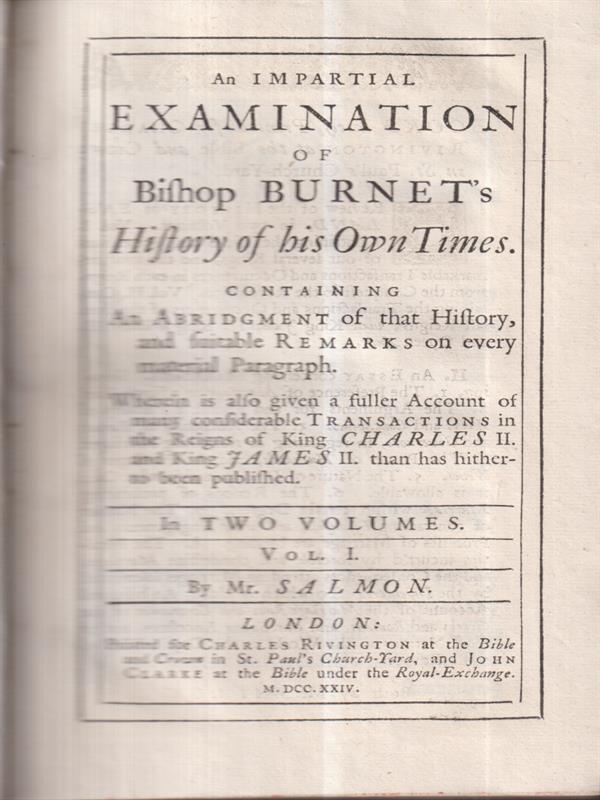 An IMPARTIAL
EXAMINATION
OF
Biſhop BURNET's
Hiſtory of his Own Times.
CONTAINING
An ABRIDGMENT of that Hiſtory,
and ſuitable REMARKS on every
material Paragraph.
Wherein is alſo given a fuller Account of
many conſiderable TRANSACTIONS in
the Reigns of King CHARLES II.
and King JAMES II. than has hither-
to been publiſhed.
In TWO VOLUMES.
VOL. I.
By Mr. SALMON.
LONDON:
Printed for CHARLES RIVINGTON at the Bible
and Crown in St. Paul's Church-Yard, and JOHN
CLARKE at the Bible under the Royal-Exchange.
M.DCC.XXIV.